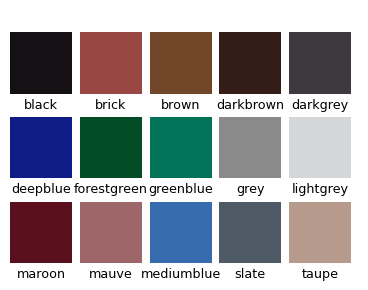 black brick brown darkbrown darkgrey
deepblue forestgreen greenblue grey lightgrey
maroon mauve mediumblue slate taupe